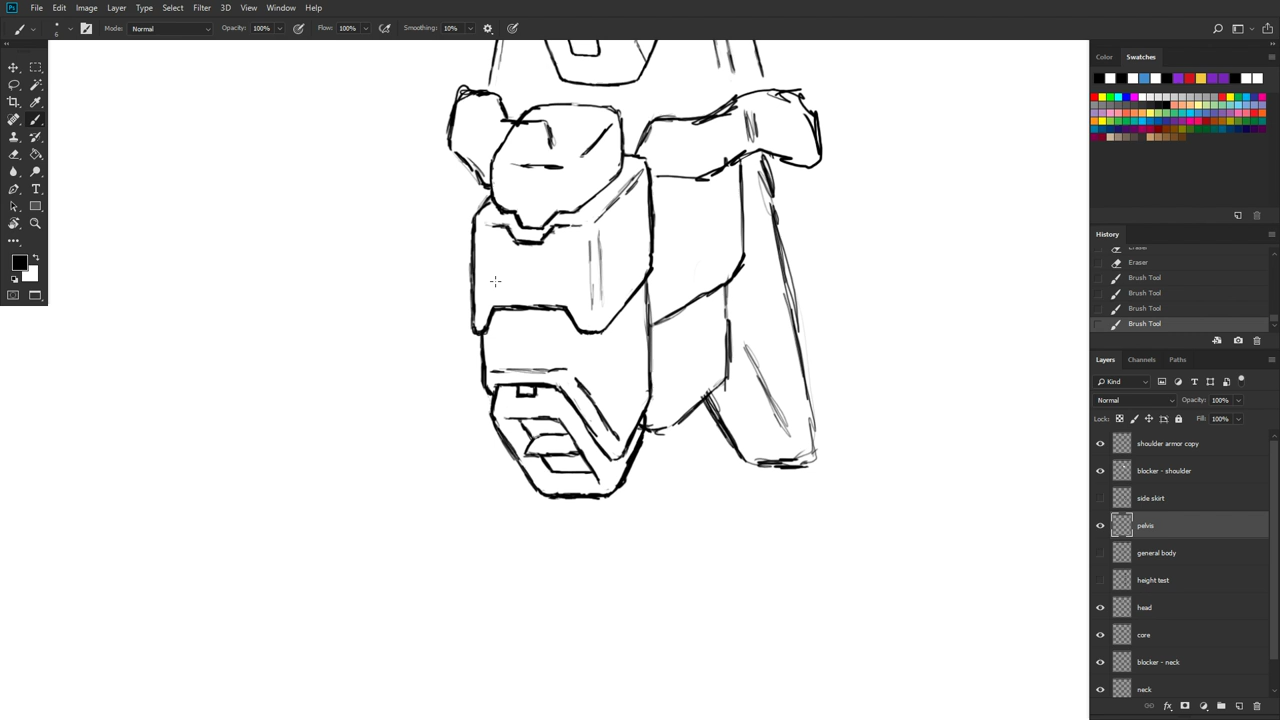 File Edit Image Layer Type Select Filter 3D View Window Help
6 Mode: Normal Opacity: 100% Flow: 100% Smoothing: 10%
Color Swatches
History
Eraser
Eraser
Brush Tool
Brush Tool
Brush Tool
Brush Tool
Layers Channels Paths
Kind
Normal Opacity: 100%
Lock: Fill: 100%
shoulder armor copy
blocker - shoulder
side skirt
pelvis
general body
height test
head
core
blocker - neck
neck